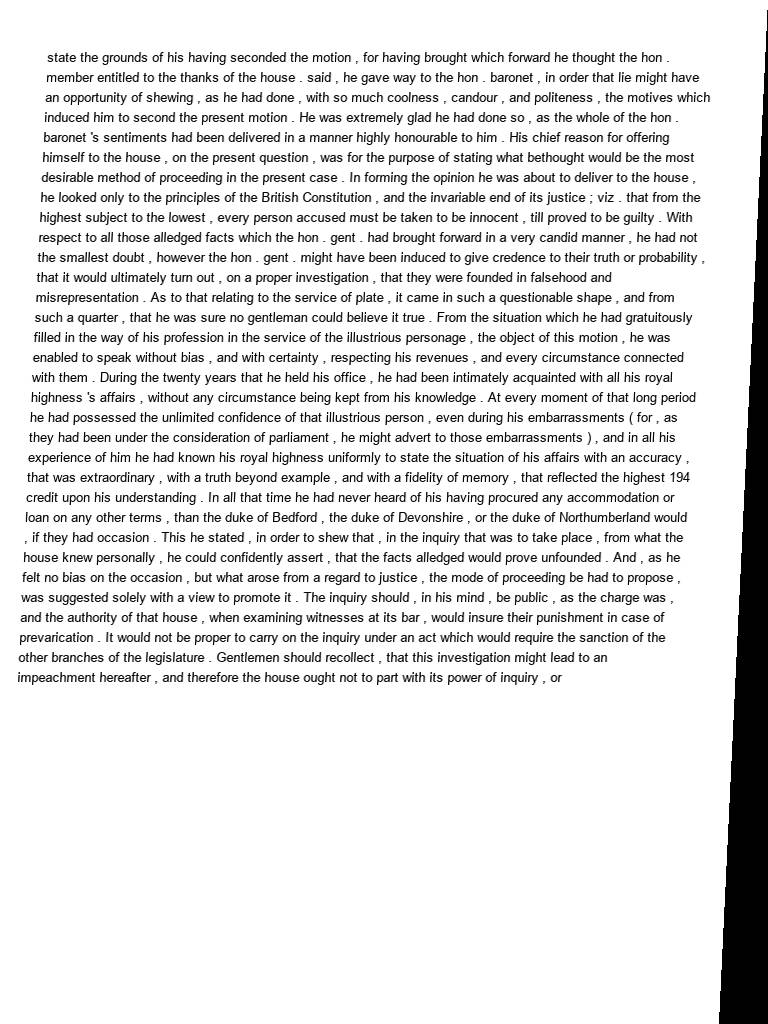 state the grounds of his having seconded the motion , for having brought which forward he thought the hon .
member entitled to the thanks of the house . said , he gave way to the hon . baronet , in order that lie might have
an opportunity of shewing , as he had done , with so much coolness , candour , and politeness , the motives which
induced him to second the present motion . He was extremely glad he had done so , as the whole of the hon .
baronet 's sentiments had been delivered in a manner highly honourable to him . His chief reason for offering
himself to the house , on the present question , was for the purpose of stating what bethought would be the most
desirable method of proceeding in the present case . In forming the opinion he was about to deliver to the house ,
he looked only to the principles of the British Constitution , and the invariable end of its justice ; viz . that from the
highest subject to the lowest , every person accused must be taken to be innocent , till proved to be guilty . With
respect to all those alledged facts which the hon . gent . had brought forward in a very candid manner , he had not
the smallest doubt , however the hon . gent . might have been induced to give credence to their truth or probability ,
that it would ultimately turn out , on a proper investigation , that they were founded in falsehood and
misrepresentation . As to that relating to the service of plate , it came in such a questionable shape , and from
such a quarter , that he was sure no gentleman could believe it true . From the situation which he had gratuitously
filled in the way of his profession in the service of the illustrious personage , the object of this motion , he was
enabled to speak without bias , and with certainty , respecting his revenues , and every circumstance connected
with them . During the twenty years that he held his office , he had been intimately acquainted with all his royal
highness 's affairs , without any circumstance being kept from his knowledge . At every moment of that long period
he had possessed the unlimited confidence of that illustrious person , even during his embarrassments ( for , as
they had been under the consideration of parliament , he might advert to those embarrassments ) , and in all his
experience of him he had known his royal highness uniformly to state the situation of his affairs with an accuracy ,
that was extraordinary , with a truth beyond example , and with a fidelity of memory , that reflected the highest 194
credit upon his understanding . In all that time he had never heard of his having procured any accommodation or
loan on any other terms , than the duke of Bedford , the duke of Devonshire , or the duke of Northumberland would
, if they had occasion . This he stated , in order to shew that , in the inquiry that was to take place , from what the
house knew personally , he could confidently assert , that the facts alledged would prove unfounded . And , as he
felt no bias on the occasion , but what arose from a regard to justice , the mode of proceeding be had to propose ,
was suggested solely with a view to promote it . The inquiry should , in his mind , be public , as the charge was ,
and the authority of that house , when examining witnesses at its bar , would insure their punishment in case of
prevarication . It would not be proper to carry on the inquiry under an act which would require the sanction of the
other branches of the legislature . Gentlemen should recollect , that this investigation might lead to an
impeachment hereafter , and therefore the house ought not to part with its power of inquiry , or